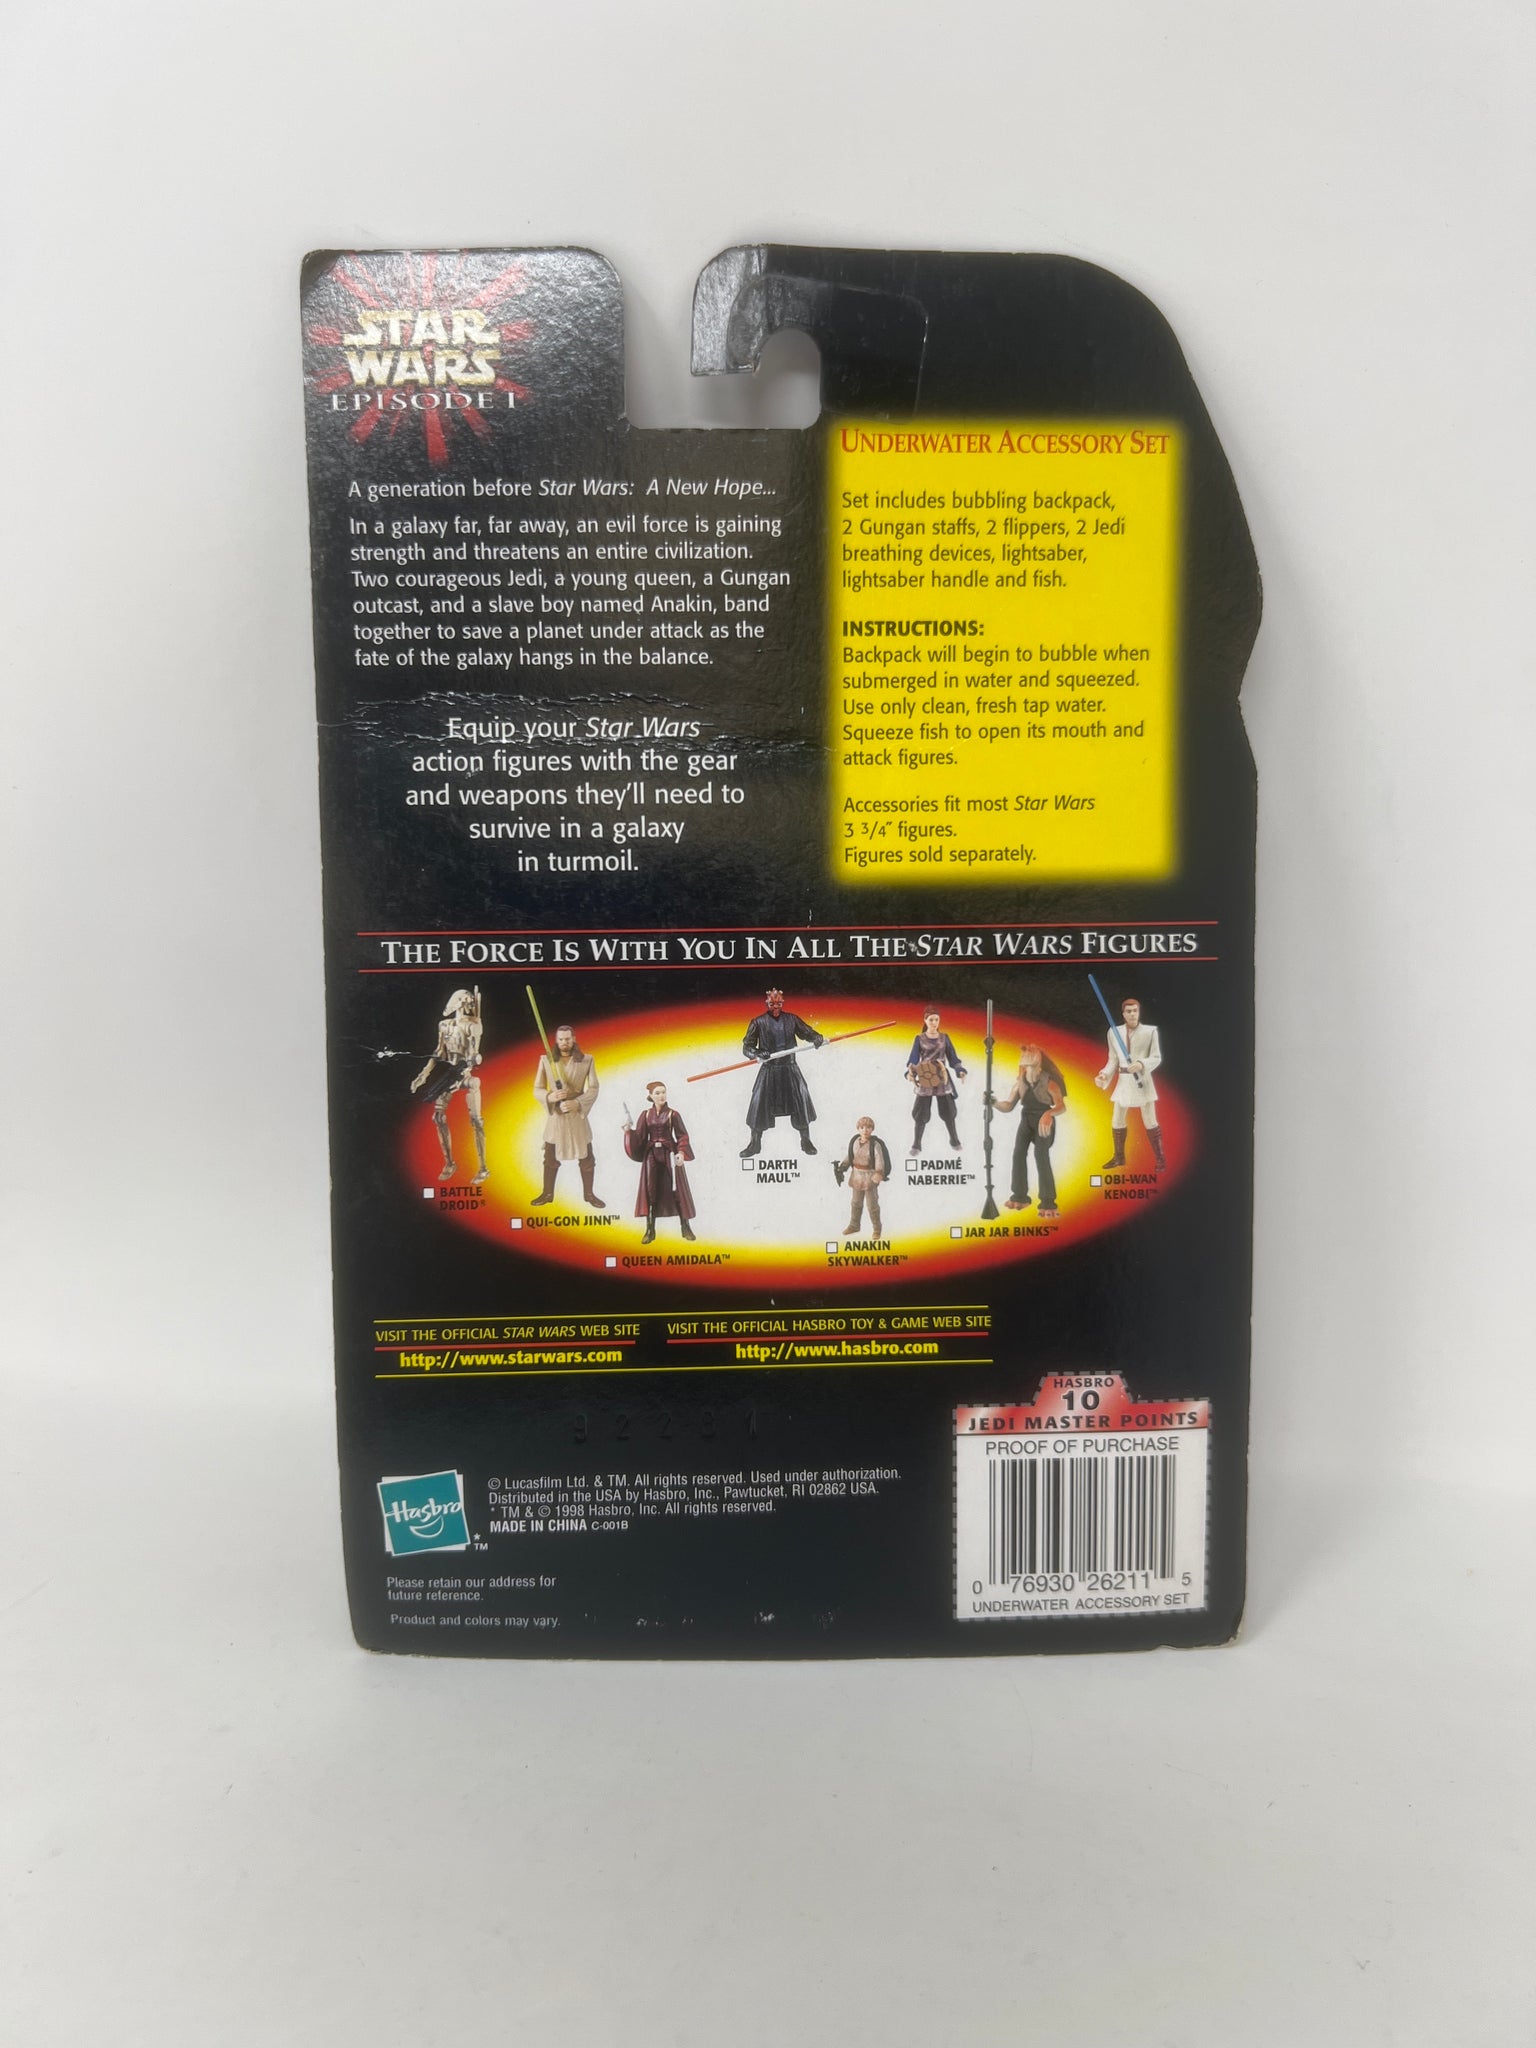 STAR
WARS
EPISODE I
A generation before Star Wars: A New Hope...
In a galaxy far, far away, an evil force is gaining
strength and threatens an entire civilization.
Two courageous Jedi, a young queen, a Gungan
outcast, and a slave boy named Anakin, band
together to save a planet under attack as the
fate of the galaxy hangs in the balance.
Equip your Star Wars
action figures with the gear
and weapons they'll need to
survive in a galaxy
in turmoil.
UNDERWATER ACCESSORY SET
Set includes bubbling backpack,
2 Gungan staffs, 2 flippers, 2 Jedi
breathing devices, lightsaber,
lightsaber handle and fish.
INSTRUCTIONS:
Backpack will begin to bubble when
submerged in water and squeezed.
Use only clean, fresh tap water.
Squeeze fish to open its mouth and
attack figures.
Accessories fit most Star Wars
3 3/4" figures.
Figures sold separately.
THE FORCE IS WITH YOU IN ALL THE STAR WARS FIGURES
BATTLE
DROID®
QUI-GON JINN™
QUEEN AMIDALA™
DARTH
MAUL™
ANAKIN
SKYWALKER™
PADMÉ
NABERRIE™
JAR JAR BINKS™
OBI-WAN
KENOBI™
VISIT THE OFFICIAL STAR WARS WEB SITE
http://www.starwars.com
VISIT THE OFFICIAL HASBRO TOY & GAME WEB SITE
http://www.hasbro.com
92281
Hasbro
*
TM
© Lucasfilm Ltd. & TM. All rights reserved. Used under authorization.
Distributed in the USA by Hasbro, Inc., Pawtucket, RI 02862 USA.
* TM & © 1998 Hasbro, Inc. All rights reserved.
MADE IN CHINA C-001B
Please retain our address for
future reference.
Product and colors may vary.
HASBRO
10
JEDI MASTER POINTS
PROOF OF PURCHASE
0 76930 26211 5
UNDERWATER ACCESSORY SET